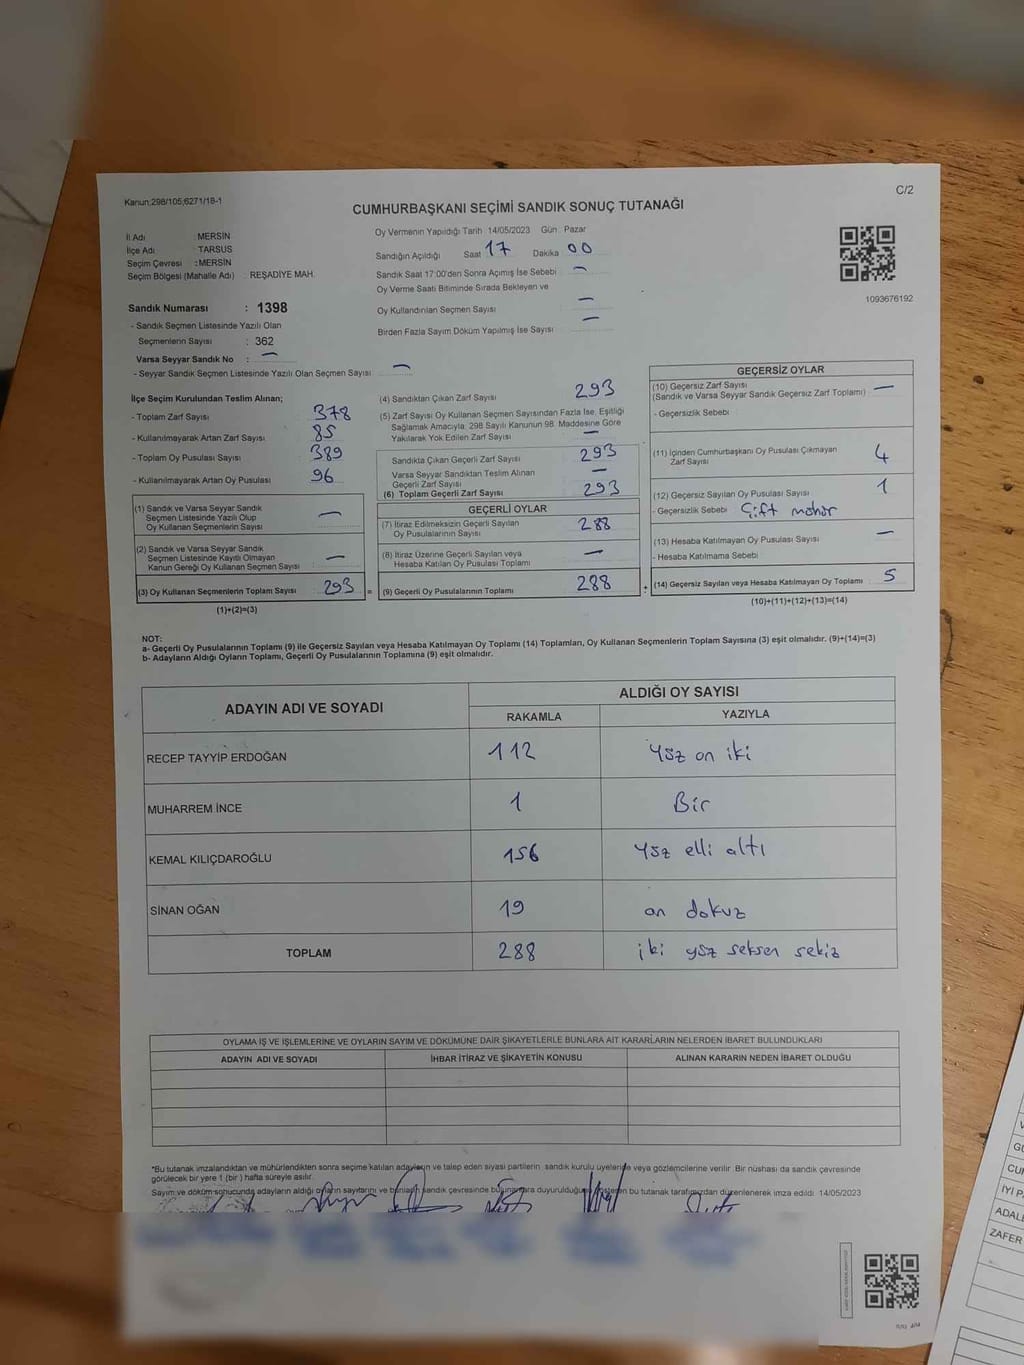 Kanun;298/105;6271/18-1
C/2
CUMHURBAŞKANI SEÇİMİ SANDIK SONUÇ TUTANAĞI
İl Adı : MERSİN
İlçe Adı : TARSUS
Seçim Çevresi : MERSİN
Seçim Bölgesi (Mahalle Adı) : REŞADİYE MAH.
Oy Vermenin Yapıldığı Tarih 14/05/2023 Gün : Pazar
Sandığın Açıldığı Saat 17 Dakika 00
Sandık Saat 17:00'den Sonra Açımış İse Sebebi –
Oy Verme Saati Bitiminde Sırada Bekleyen ve
Oy Kullandırılan Seçmen Sayısı –
Birden Fazla Sayım Döküm Yapılmış İse Sayısı –
1093676192
Sandık Numarası : 1398
- Sandık Seçmen Listesinde Yazılı Olan
Seçmenlerin Sayısı : 362
Varsa Seyyar Sandık No : –
- Seyyar Sandık Seçmen Listesinde Yazılı Olan Seçmen Sayısı : –
İlçe Seçim Kurulundan Teslim Alınan;
- Toplam Zarf Sayısı 378
- Kullanılmayarak Artan Zarf Sayısı 85
- Toplam Oy Pusulası Sayısı 389
- Kullanılmayarak Artan Oy Pusulası 96
(1) Sandık ve Varsa Seyyar Sandık
Seçmen Listesinde Yazılı Olup
Oy Kullanan Seçmenlerin Sayısı –
(2) Sandık ve Varsa Seyyar Sandık
Seçmen Listesinde Kayıtlı Olmayan
Kanun Gereği Oy Kullanan Seçmen Sayısı –
(3) Oy Kullanan Seçmenlerin Toplam Sayısı 293 =
(1)+(2)=(3)
(4) Sandıktan Çıkan Zarf Sayısı 293
(5) Zarf Sayısı Oy Kullanan Seçmen Sayısından Fazla İse, Eşitliği
Sağlamak Amacıyla, 298 Sayılı Kanunun 98. Maddesine Göre
Yakılarak Yok Edilen Zarf Sayısı –
Sandıkta Çıkan Geçerli Zarf Sayısı 293
Varsa Seyyar Sandıktan Teslim Alınan
Geçerli Zarf Sayısı –
(6) Toplam Geçerli Zarf Sayısı 293
GEÇERLİ OYLAR
(7) İtiraz Edilmeksizin Geçerli Sayılan
Oy Pusulalarının Sayısı 288
(8) İtiraz Üzerine Geçerli Sayılan veya
Hesaba Katılan Oy Pusulası Toplamı –
(9) Geçerli Oy Pusulalarının Toplamı 288 +
GEÇERSİZ OYLAR
(10) Geçersiz Zarf Sayısı
(Sandık ve Varsa Seyyar Sandık Geçersiz Zarf Toplamı) –
- Geçersizlik Sebebi
(11) İçinden Cumhurbaşkanı Oy Pusulası Çıkmayan
Zarf Sayısı 4
(12) Geçersiz Sayılan Oy Pusulası Sayısı 1
- Geçersizlik Sebebi Çift mühür
(13) Hesaba Katılmayan Oy Pusulası Sayısı –
- Hesaba Katılmama Sebebi
(14) Geçersiz Sayılan veya Hesaba Katılmayan Oy Toplamı 5
(10)+(11)+(12)+(13)=(14)
NOT:
a- Geçerli Oy Pusulalarının Toplamı (9) ile Geçersiz Sayılan veya Hesaba Katılmayan Oy Toplamı (14) Toplamları, Oy Kullanan Seçmenlerin Toplam Sayısına (3) eşit olmalıdır. (9)+(14)=(3)
b- Adayların Aldığı Oyların Toplamı, Geçerli Oy Pusulalarının Toplamına (9) eşit olmalıdır.
ADAYIN ADI VE SOYADI ALDIĞI OY SAYISI
RAKAMLA YAZIYLA
RECEP TAYYİP ERDOĞAN 112 Yüz on iki
MUHARREM İNCE 1 Bir
KEMAL KILIÇDAROĞLU 156 Yüz elli altı
SİNAN OĞAN 19 on dokuz
TOPLAM 288 iki yüz seksen sekiz
OYLAMA İŞ VE İŞLEMLERİNE VE OYLARIN SAYIM VE DÖKÜMÜNE DAİR ŞİKAYETLERLE BUNLARA AİT KARARLARIN NELERDEN İBARET BULUNDUKLARI
ADAYIN ADI VE SOYADI İHBAR İTİRAZ VE ŞİKAYETİN KONUSU ALINAN KARARIN NEDEN İBARET OLDUĞU
*Bu tutanak imzalandıktan ve mühürlendikten sonra seçime katılan adayların ve talep eden siyasi partilerin sandık kurulu üyelerine veya gözlemcilerine verilir. Bir nüshası da sandık çevresinde
görülecek bir yere 1 (bir) hafta süreyle asılır.
Sayım ve döküm sonucunda adayların aldığı oyların sayılarını ve bunların sandık çevresinde bulunanlara duyurulduğunu gösteren bu tutanak tarafımızdan düzenlenerek imza edildi. 14/05/2023
İYİ P
ADAL
ZAFER